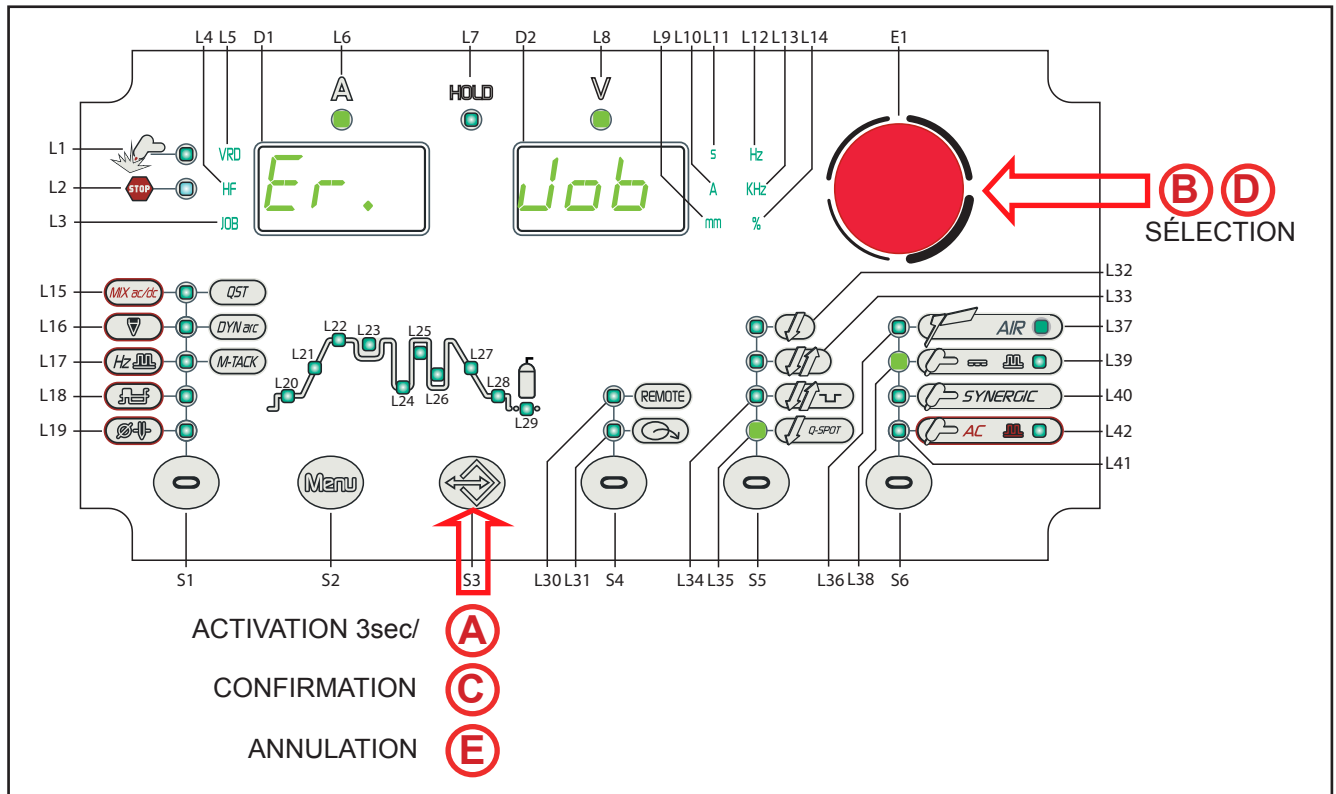 L4 L5 D1 L6 L7 D2 L8 L9 L10 L11 L12 L13 L14 E1
A HOLD V
L1 VRD s Hz
L2 STOP HF Er. Job A KHz B D
L3 JOB mm % SÉLECTION
L32
L15 MIX ac/dc QST L33
L16 DYN arc L22 L23 L25 AIR L37
L17 Hz M-TACK L21 L27 L39
L18 L20 L24 L26 L28 REMOTE SYNERGIC L40
L19 L29 Q-SPOT AC L42
L41
Menu
S1 S2 S3 L30 L31 S4 L34 L35 S5 L36 L38 S6
ACTIVATION 3sec/ A
CONFIRMATION C
ANNULATION E